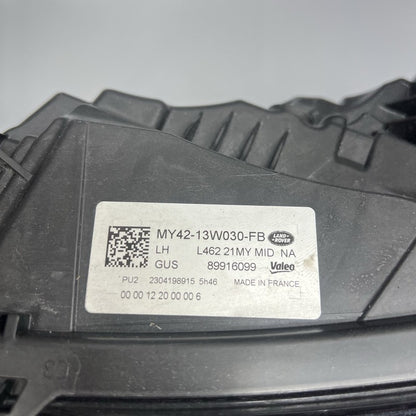 MY42-13W030-FB LAND-ROVER
LH L462 21MY MID NA
GUS 89916099 Valeo
PU2 2304198915 5h46 MADE IN FRANCE
00 00 12 20 00 00 6